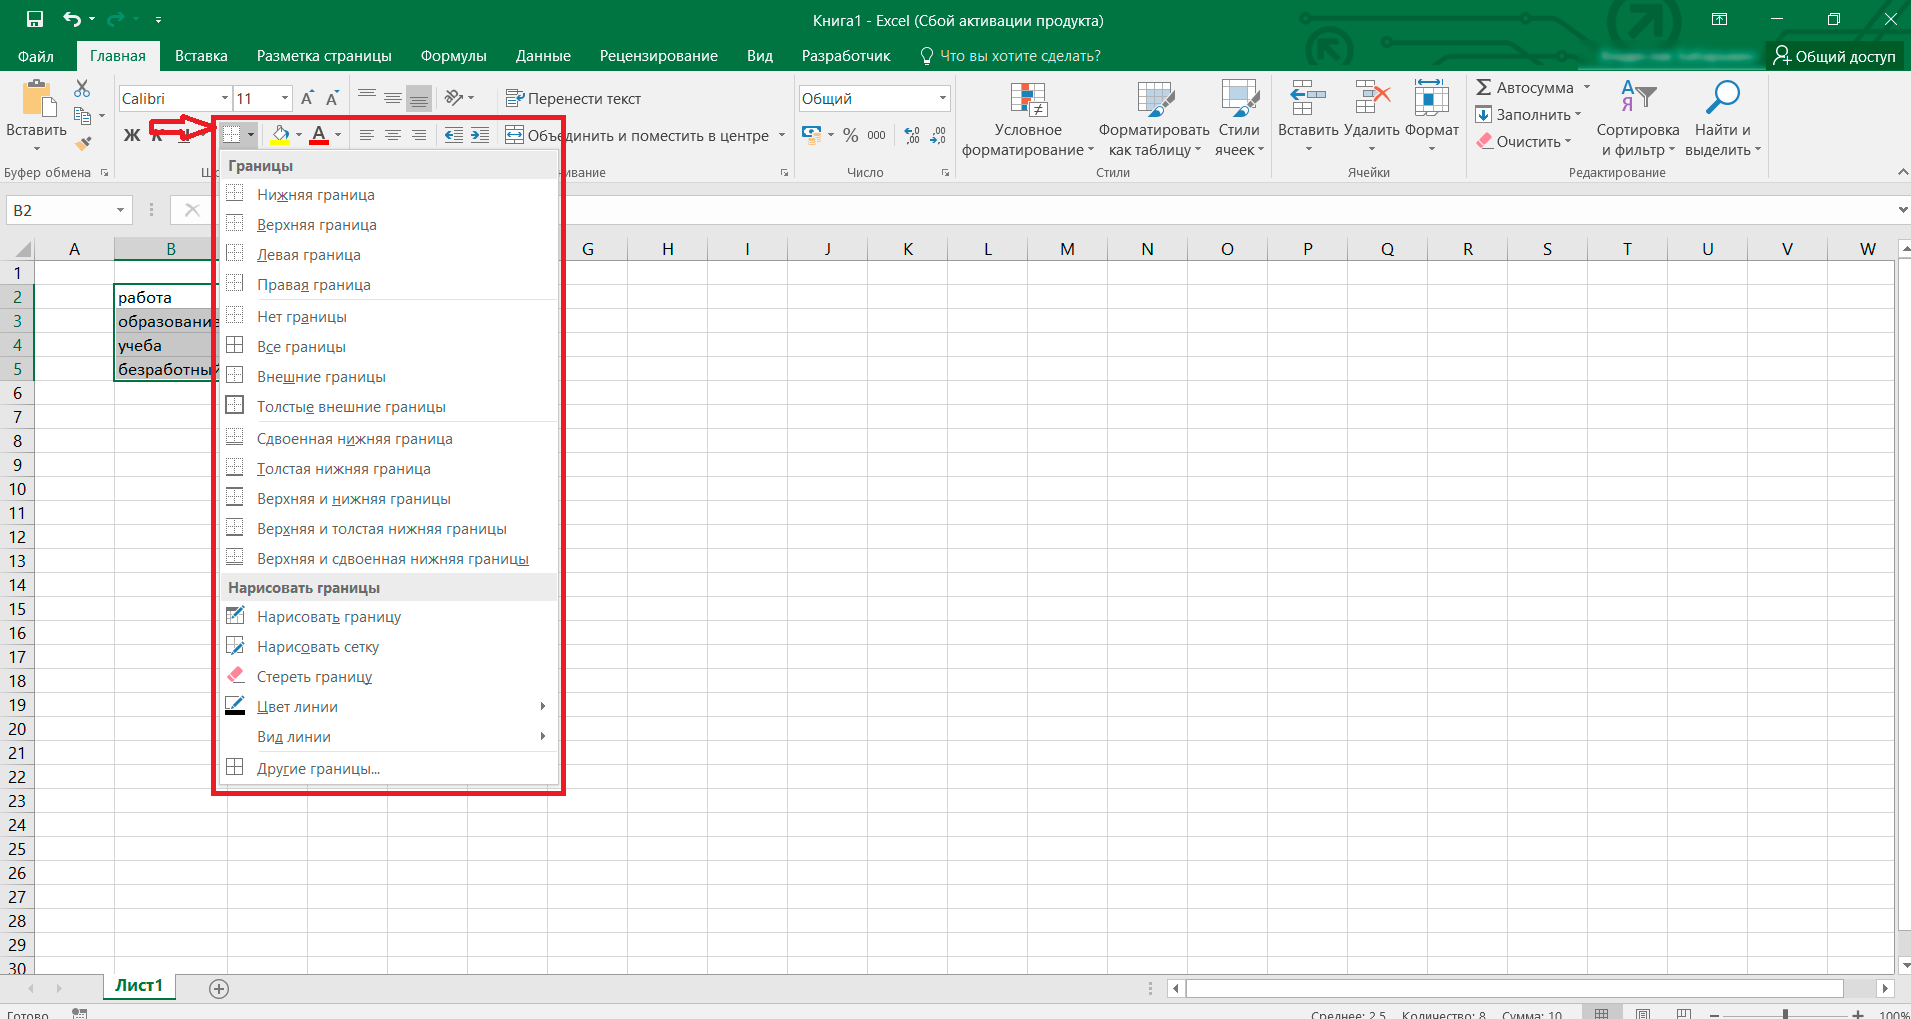 Книга1 - Excel (Сбой активации продукта)
Файл Главная Вставка Разметка страницы Формулы Данные Рецензирование Вид Разработчик Что вы хотите сделать? Общий доступ
Calibri 11 Перенести текст Общий
Вставить Ж К Ч А Объединить и поместить в центре % 000
Условное форматирование
Форматировать как таблицу
Стили ячеек
Вставить Удалить Формат
Автосумма
Заполнить
Очистить
Сортировка и фильтр
Найти и выделить
Буфер обмена Число Стили Ячейки Редактирование
B2
A B G H I J K L M N O P Q R S T U V W
Границы
Нижняя граница
Верхняя граница
Левая граница
Правая граница
Нет границы
Все границы
Внешние границы
Толстые внешние границы
Сдвоенная нижняя граница
Толстая нижняя граница
Верхняя и нижняя границы
Верхняя и толстая нижняя границы
Верхняя и сдвоенная нижняя границы
Нарисовать границы
Нарисовать границу
Нарисовать сетку
Стереть границу
Цвет линии
Вид линии
Другие границы...
1
2 работа
3 образование
4 учеба
5 безработный
6
7
8
9
10
11
12
13
14
15
16
17
18
19
20
21
22
23
24
25
26
27
28
29
30
Лист1
Готово Среднее: 2,5 Количество: 8 Сумма: 10 100%